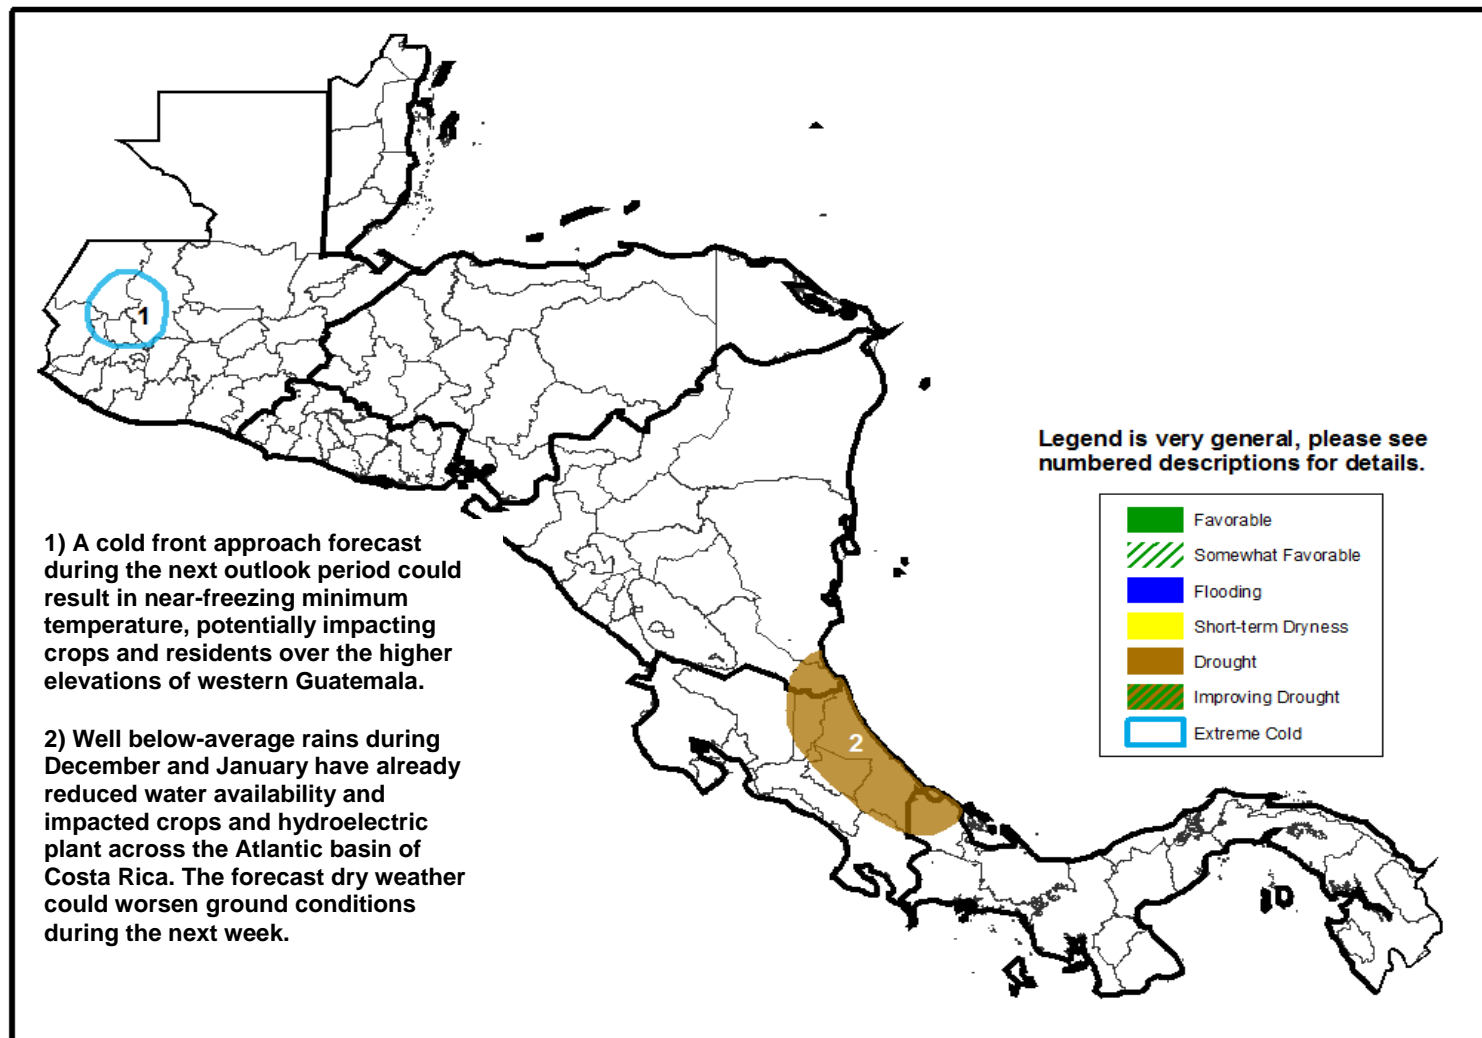 1
Legend is very general, please see
numbered descriptions for details.
Favorable
Somewhat Favorable
Flooding
Short-term Dryness
Drought
Improving Drought
Extreme Cold
1) A cold front approach forecast
during the next outlook period could
result in near-freezing minimum
temperature, potentially impacting
crops and residents over the higher
elevations of western Guatemala.
2) Well below-average rains during
December and January have already
reduced water availability and
impacted crops and hydroelectric
plant across the Atlantic basin of
Costa Rica. The forecast dry weather
could worsen ground conditions
during the next week.
2